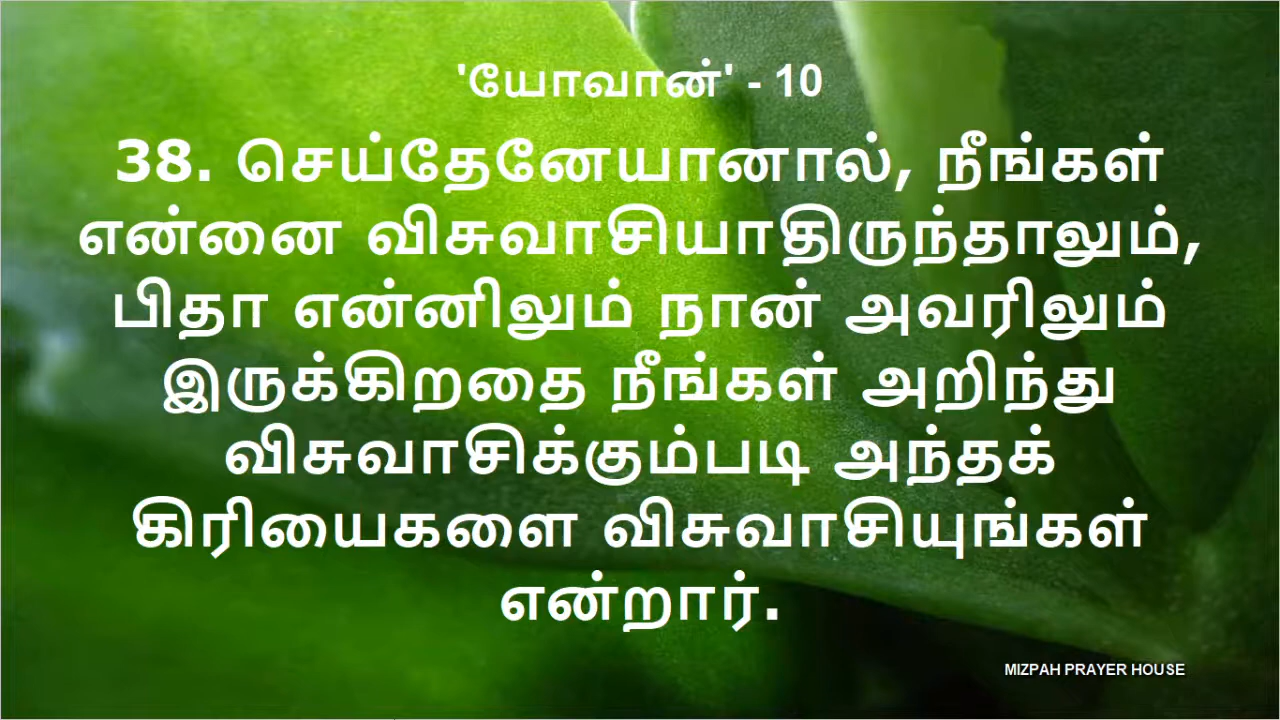 'யோவான்' - 10
38. செய்தேனேயானால், நீங்கள்
என்னை விசுவாசியாதிருந்தாலும்,
பிதா என்னிலும் நான் அவரிலும்
இருக்கிறதை நீங்கள் அறிந்து
விசுவாசிக்கும்படி அந்தக்
கிரியைகளை விசுவாசியுங்கள்
என்றார்.
MIZPAH PRAYER HOUSE